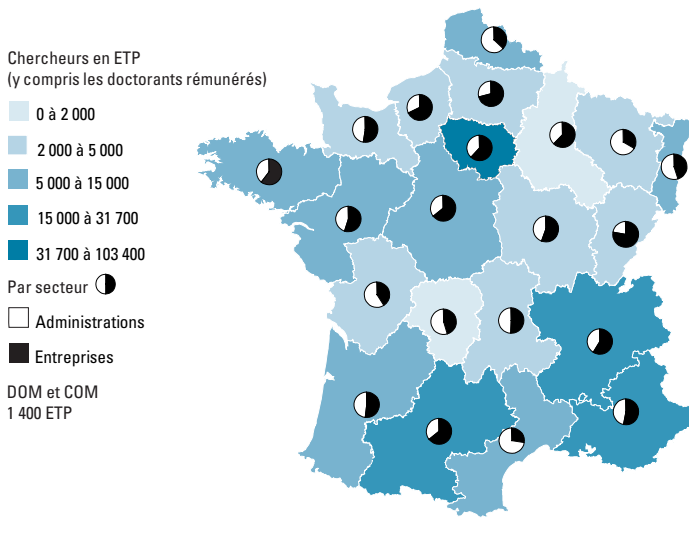 Chercheurs en ETP
(y compris les doctorants rémunérés)
0 à 2 000
2 000 à 5 000
5 000 à 15 000
15 000 à 31 700
31 700 à 103 400
Par secteur
Administrations
Entreprises
DOM et COM
1 400 ETP